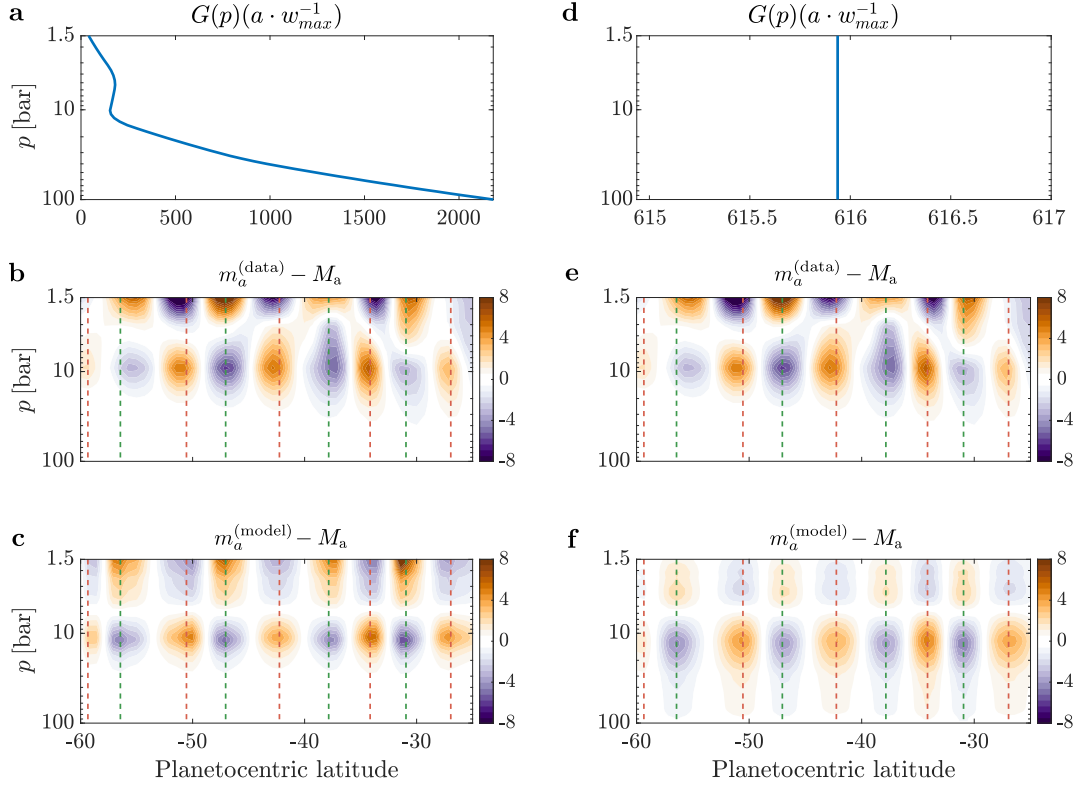 a
G(p)(a · w_{max}^{-1})
1.5
10
100
p [bar]
0 500 1000 1500 2000
d
G(p)(a · w_{max}^{-1})
1.5
10
100
615 615.5 616 616.5 617
b
m_a^{(data)} − M_a
1.5
10
100
p [bar]
8
4
0
-4
-8
e
m_a^{(data)} − M_a
1.5
10
100
8
4
0
-4
-8
c
m_a^{(model)} − M_a
1.5
10
100
p [bar]
8
4
0
-4
-8
-60 -50 -40 -30
Planetocentric latitude
f
m_a^{(model)} − M_a
1.5
10
100
8
4
0
-4
-8
-60 -50 -40 -30
Planetocentric latitude